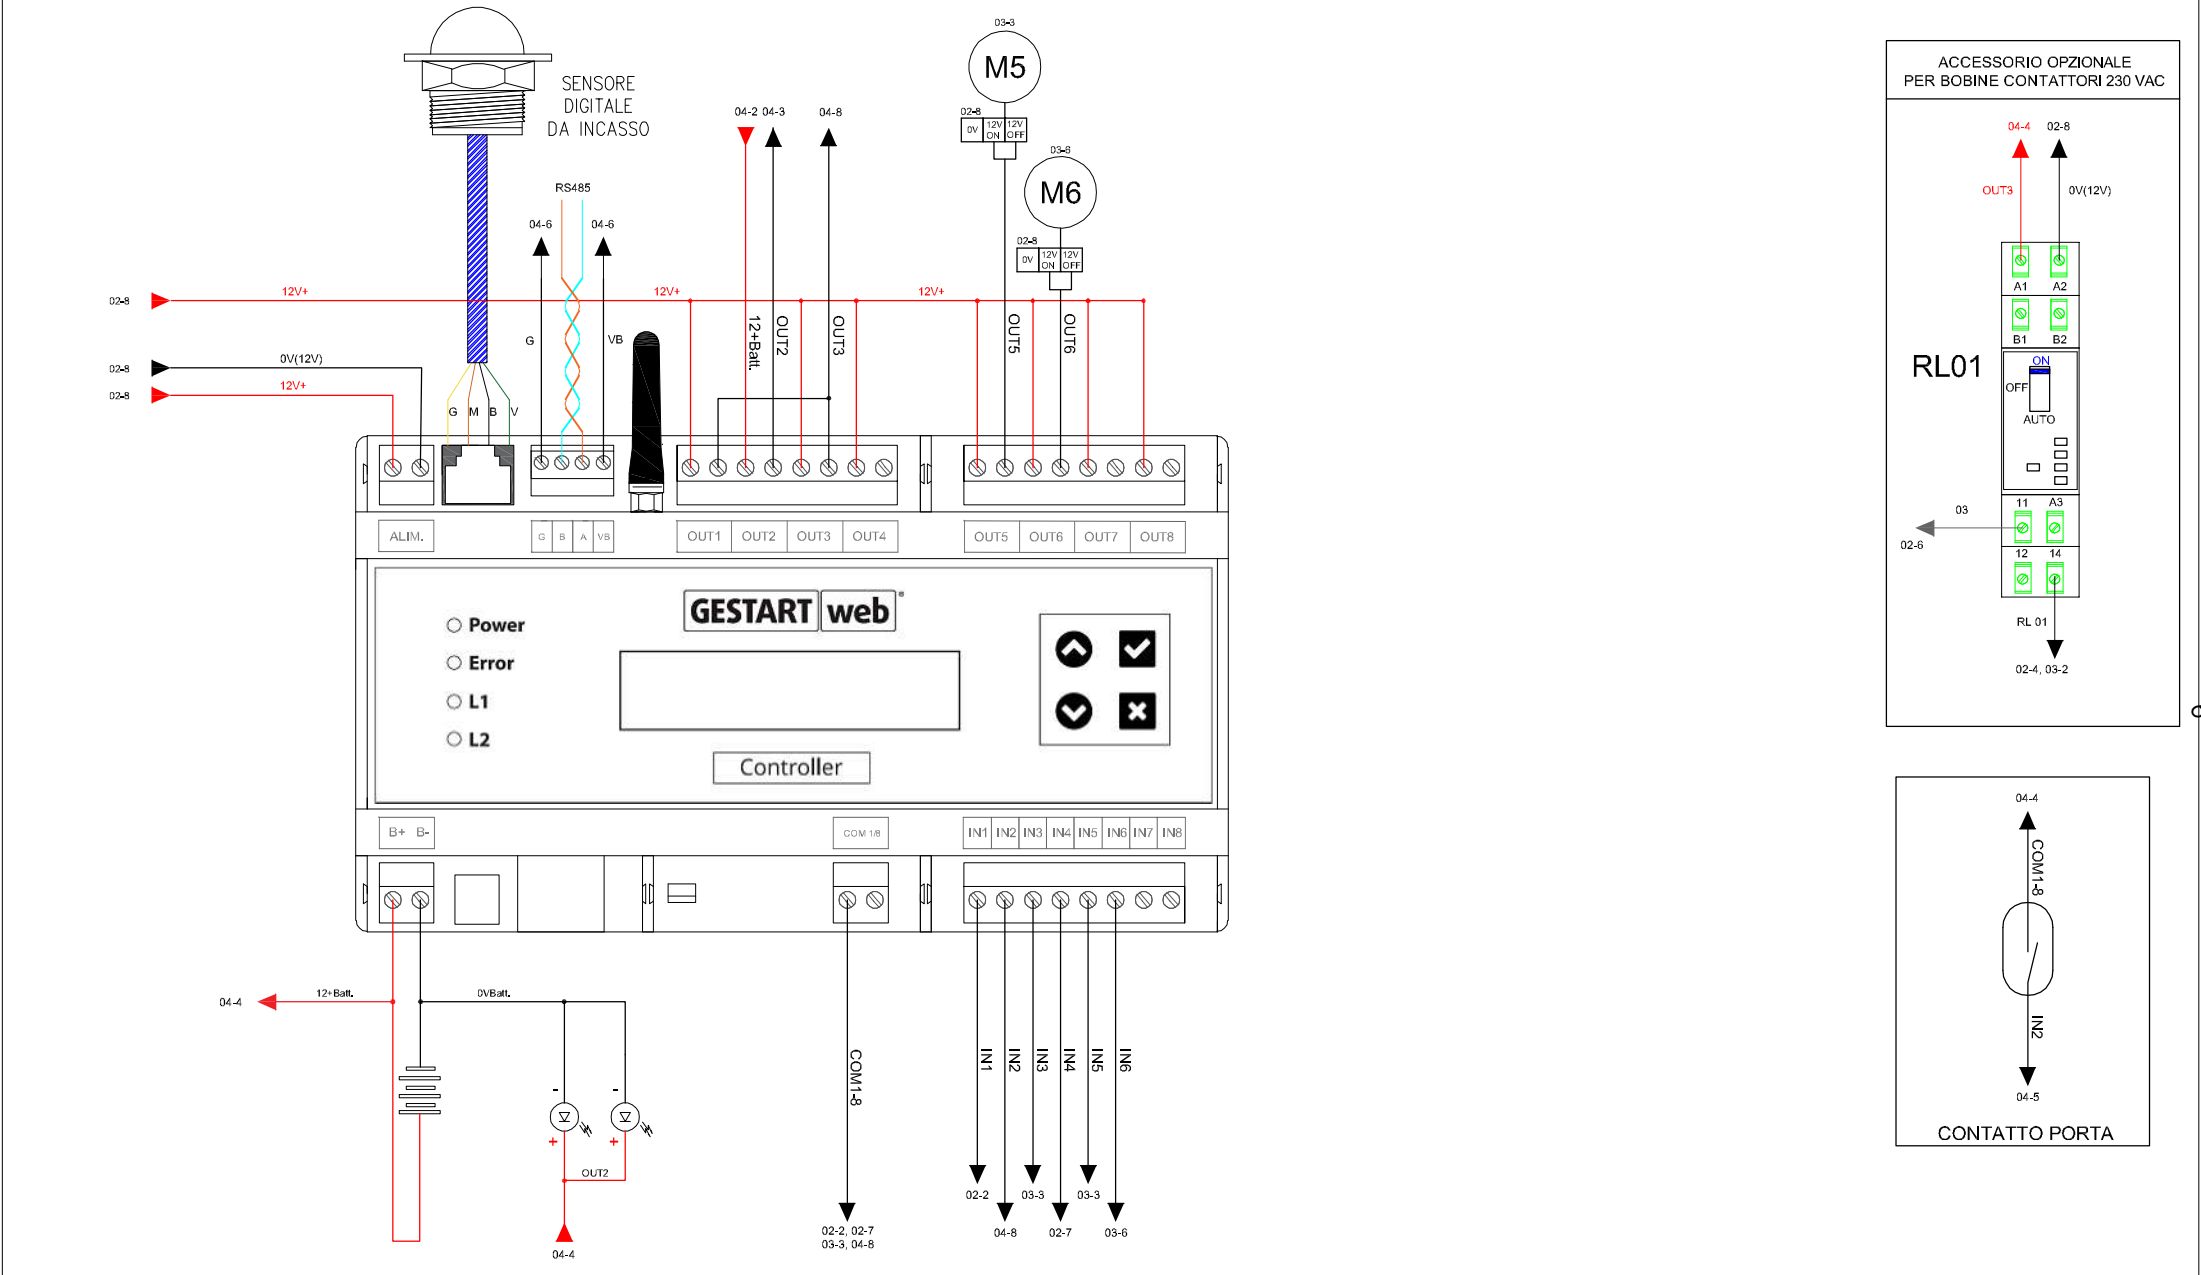 03-3
M5
SENSORE
DIGITALE
DA INCASSO
04-2 04-3
04-8
02-8
0V
12V
ON
12V
OFF
03-6
M6
02-8
0V
12V
ON
12V
OFF
RS485
04-6
04-6
02-8
12V+
12V+
12V+
G
VB
12+Batt.
OUT2
OUT3
OUT5
OUT6
02-8
0V(12V)
02-8
12V+
G
M
B
V
ALIM.
G
B
A
VB
OUT1
OUT2
OUT3
OUT4
OUT5
OUT6
OUT7
OUT8
GESTART web®
Power
Error
L1
L2
Controller
B+ B-
COM 1/8
IN1
IN2
IN3
IN4
IN5
IN6
IN7
IN8
04-4
12+Batt.
0VBatt.
-
-
+
+
OUT2
04-4
COM1-8
02-2, 02-7
03-3, 04-8
IN1
IN2
IN3
IN4
IN5
IN6
02-2
03-3
03-3
04-8
02-7
03-6
ACCESSORIO OPZIONALE
PER BOBINE CONTATTORI 230 VAC
04-4
02-8
OUT3
0V(12V)
A1
A2
B1
B2
RL01
ON
OFF
AUTO
11
A3
03
02-6
12
14
RL 01
02-4, 03-2
04-4
COM1-8
IN2
04-5
CONTATTO PORTA